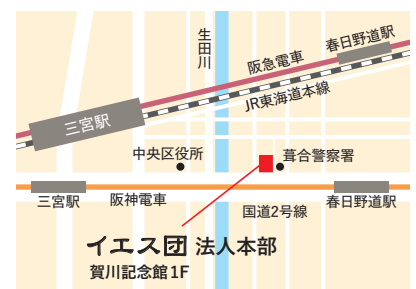 生田川
春日野道駅
阪急電車
JR東海道本線
三宮駅
中央区役所
葺合警察署
三宮駅
阪神電車
国道2号線
春日野道駅
イエス団 法人本部
賀川記念館1F